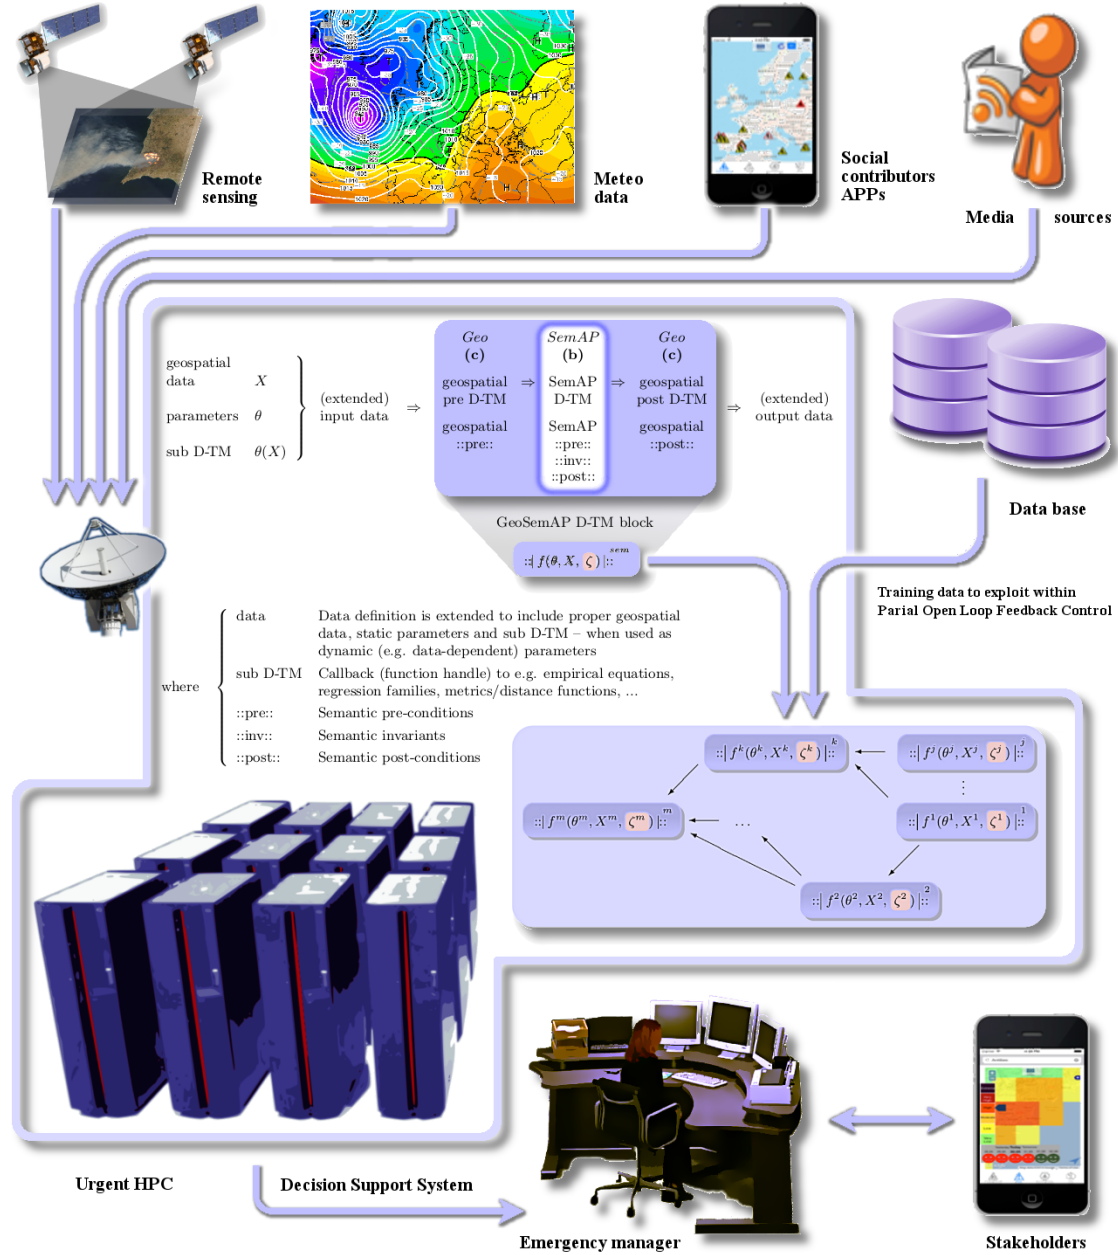 Remote
sensing
Meteo
data
Social
contributors
APPs
Media sources
geospatial
data X
parameters θ
sub D-TM θ(X)
(extended)
input data
⇒
Geo
(c)
geospatial
pre D-TM
geospatial
::pre::
⇒
SemAP
(b)
SemAP
D-TM
SemAP
::pre::
::inv::
::post::
⇒
Geo
(c)
geospatial
post D-TM
geospatial
::post::
⇒
(extended)
output data
GeoSemAP D-TM block
::| f(θ, X, ζ) |::^sem
Data base
Training data to exploit within
Parial Open Loop Feedback Control
where
data Data definition is extended to include proper geospatial
data, static parameters and sub D-TM – when used as
dynamic (e.g. data-dependent) parameters
sub D-TM Callback (function handle) to e.g. empirical equations,
regression families, metrics/distance functions, ...
::pre:: Semantic pre-conditions
::inv:: Semantic invariants
::post:: Semantic post-conditions
::| f^k(θ^k, X^k, ζ^k) |::^k
::| f^j(θ^j, X^j, ζ^j) |::^j
⋮
::| f^m(θ^m, X^m, ζ^m) |::^m
...
::| f^1(θ^1, X^1, ζ^1) |::^1
::| f^2(θ^2, X^2, ζ^2) |::^2
Urgent HPC
Decision Support System
Emergency manager
Stakeholders